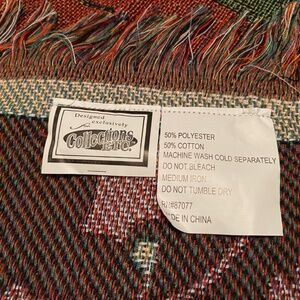 Designed
exclusively
for
Collections
ETC
50% POLYESTER
50% COTTON
MACHINE WASH COLD SEPARATELY
DO NOT BLEACH
MEDIUM IRON
DO NOT TUMBLE DRY
#87077
DE IN CHINA